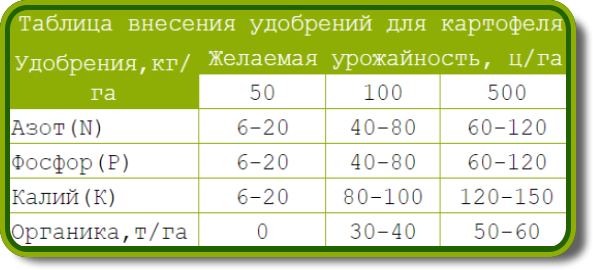 Таблица внесения удобрений для картофеля
Удобрения,кг/га Желаемая урожайность, ц/га
50 100 500
Азот(N) 6-20 40-80 60-120
Фосфор(P) 6-20 40-80 60-120
Калий(К) 6-20 80-100 120-150
Органика,т/га 0 30-40 50-60